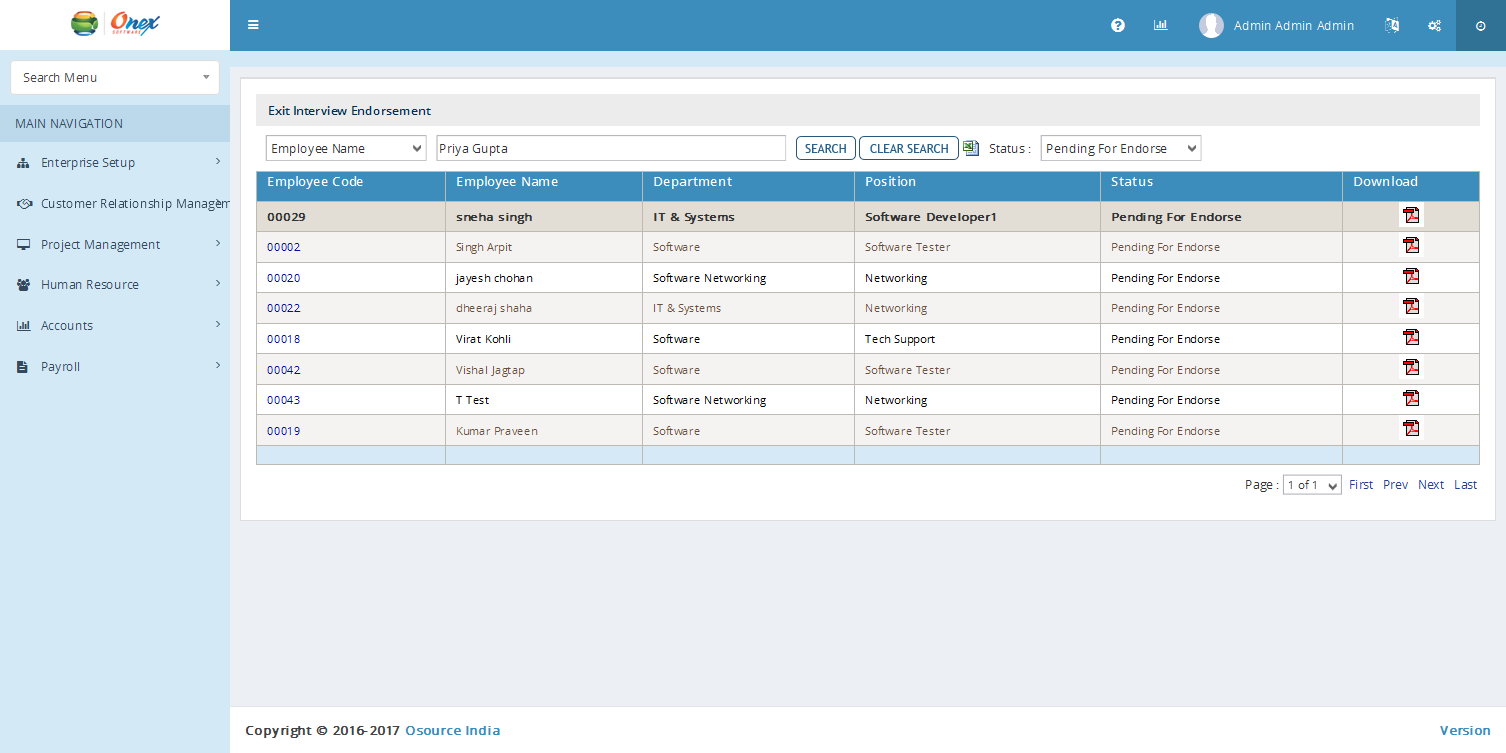 Onex
SOFTWARE
Admin Admin Admin
Search Menu
MAIN NAVIGATION
Enterprise Setup
Customer Relationship Managem
Project Management
Human Resource
Accounts
Payroll
Exit Interview Endorsement
Employee Name Priya Gupta SEARCH CLEAR SEARCH Status : Pending For Endorse
Employee Code Employee Name Department Position Status Download
00029 sneha singh IT & Systems Software Developer1 Pending For Endorse
00002 Singh Arpit Software Software Tester Pending For Endorse
00020 jayesh chohan Software Networking Networking Pending For Endorse
00022 dheeraj shaha IT & Systems Networking Pending For Endorse
00018 Virat Kohli Software Tech Support Pending For Endorse
00042 Vishal Jagtap Software Software Tester Pending For Endorse
00043 T Test Software Networking Networking Pending For Endorse
00019 Kumar Praveen Software Software Tester Pending For Endorse
Page : 1 of 1 First Prev Next Last
Copyright © 2016-2017 Osource India Version